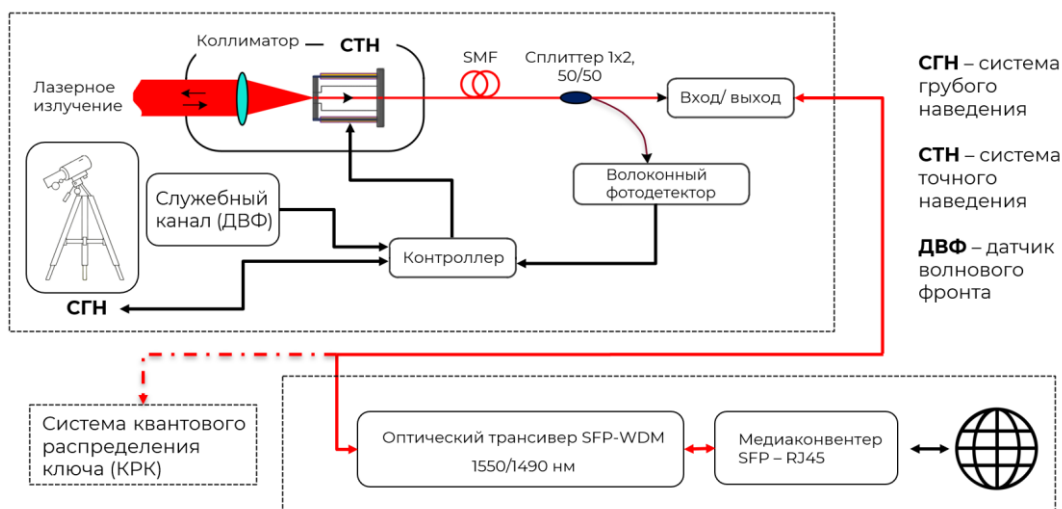 Коллиматор
СТН
SMF
Сплиттер 1х2,
50/50
Лазерное
излучение
Вход/ выход
Волоконный
фотодетектор
Служебный
канал (ДВФ)
Контроллер
СГН
СГН – система
грубого
наведения
СТН – система
точного
наведения
ДВФ – датчик
волнового
фронта
Система квантового
распределения
ключа (КРК)
Оптический трансивер SFP-WDM
1550/1490 нм
Медиаконвентер
SFP – RJ45